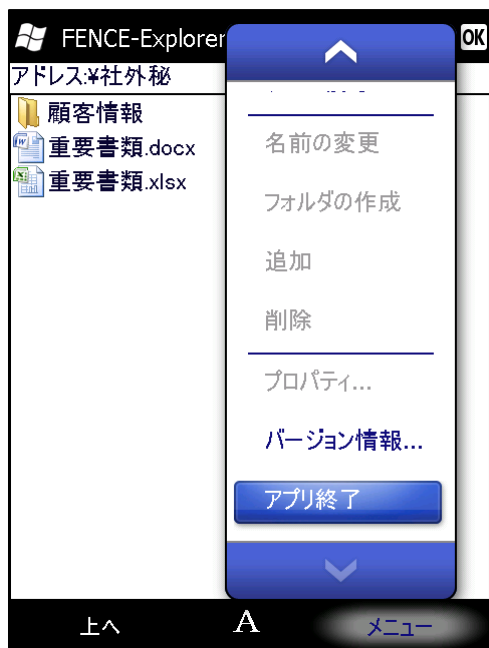 FENCE-Explorer
OK
アドレス:¥社外秘
顧客情報
重要書類.docx
重要書類.xlsx
名前の変更
フォルダの作成
追加
削除
プロパティ...
バージョン情報...
アプリ終了
上へ
A
メニュー